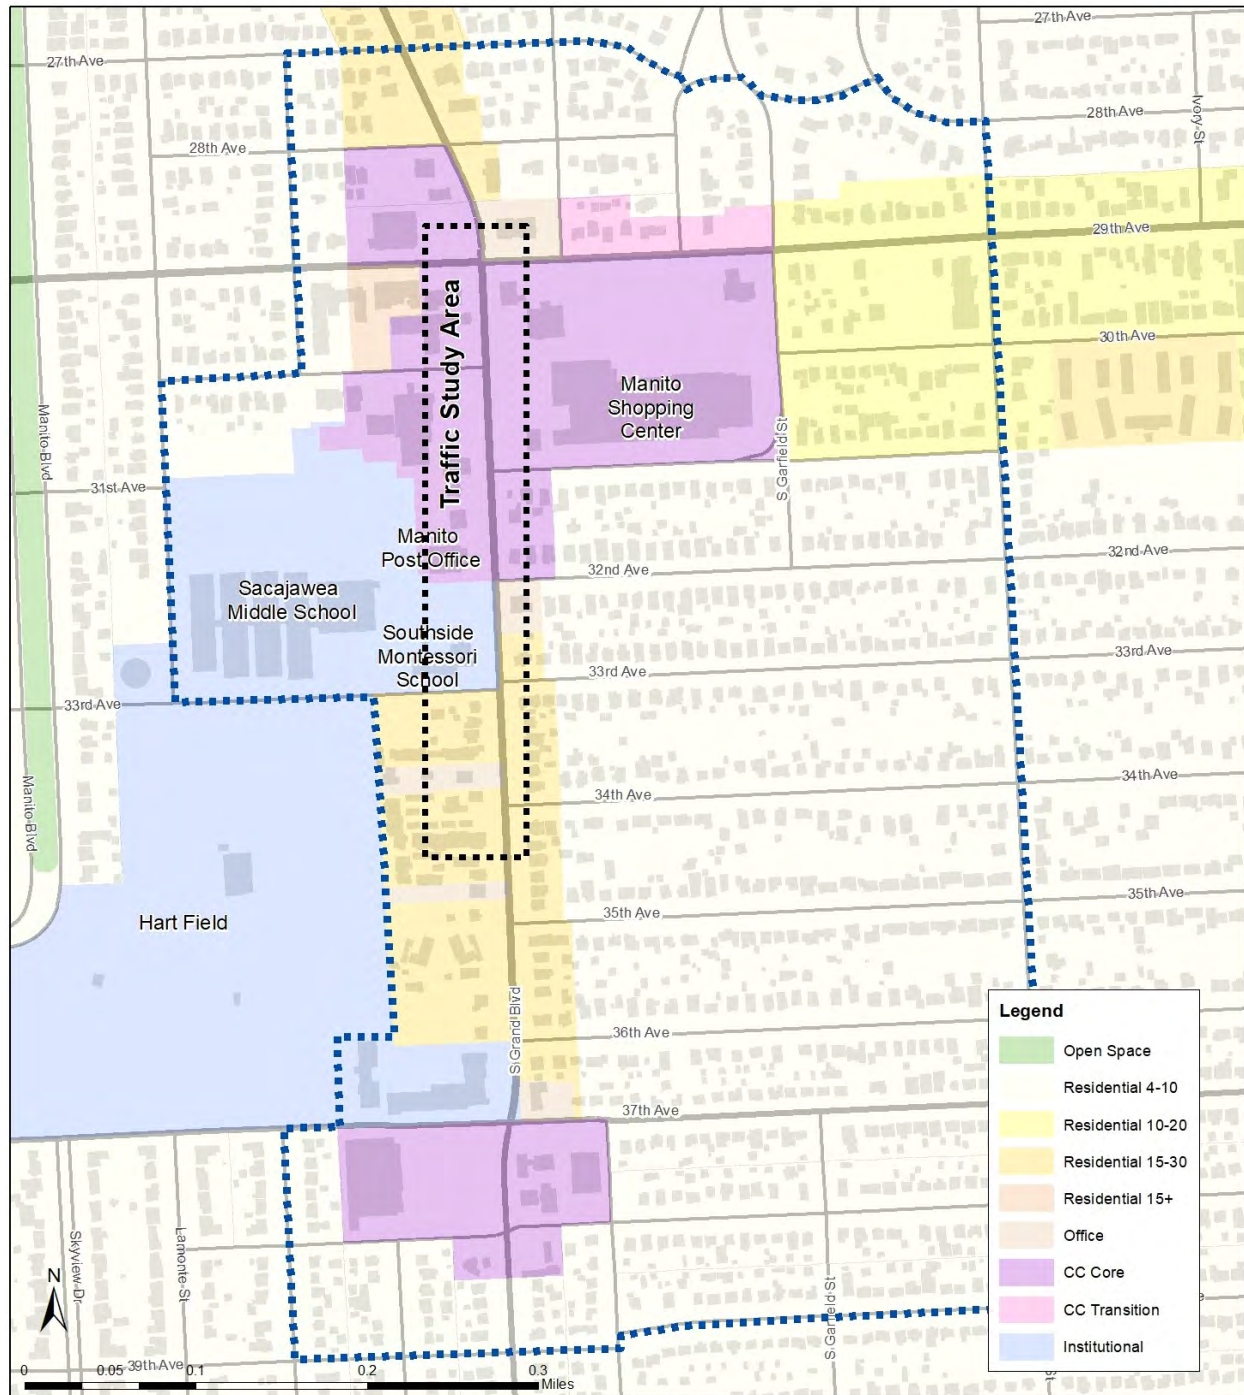 27th Ave
27th Ave
Ivory St
28th Ave
28th Ave
29th Ave
30th Ave
Traffic Study Area
Manito
Shopping
Center
S Garfield St
Manito Blvd
31st Ave
Manito
Post Office
32nd Ave
32nd Ave
Sacajawea
Middle School
Southside
Montessori
School
33rd Ave
33rd Ave
33rd Ave
34th Ave
34th Ave
Manito Blvd
35th Ave
35th Ave
Hart Field
S Grand Blvd
36th Ave
37th Ave
Legend
Open Space
Residential 4-10
Residential 10-20
Residential 15-30
Residential 15+
Office
CC Core
CC Transition
Institutional
Skyview Dr
Lamonte St
S Garfield St
N
39th Ave
0 0.05 0.1 0.2 0.3
Miles